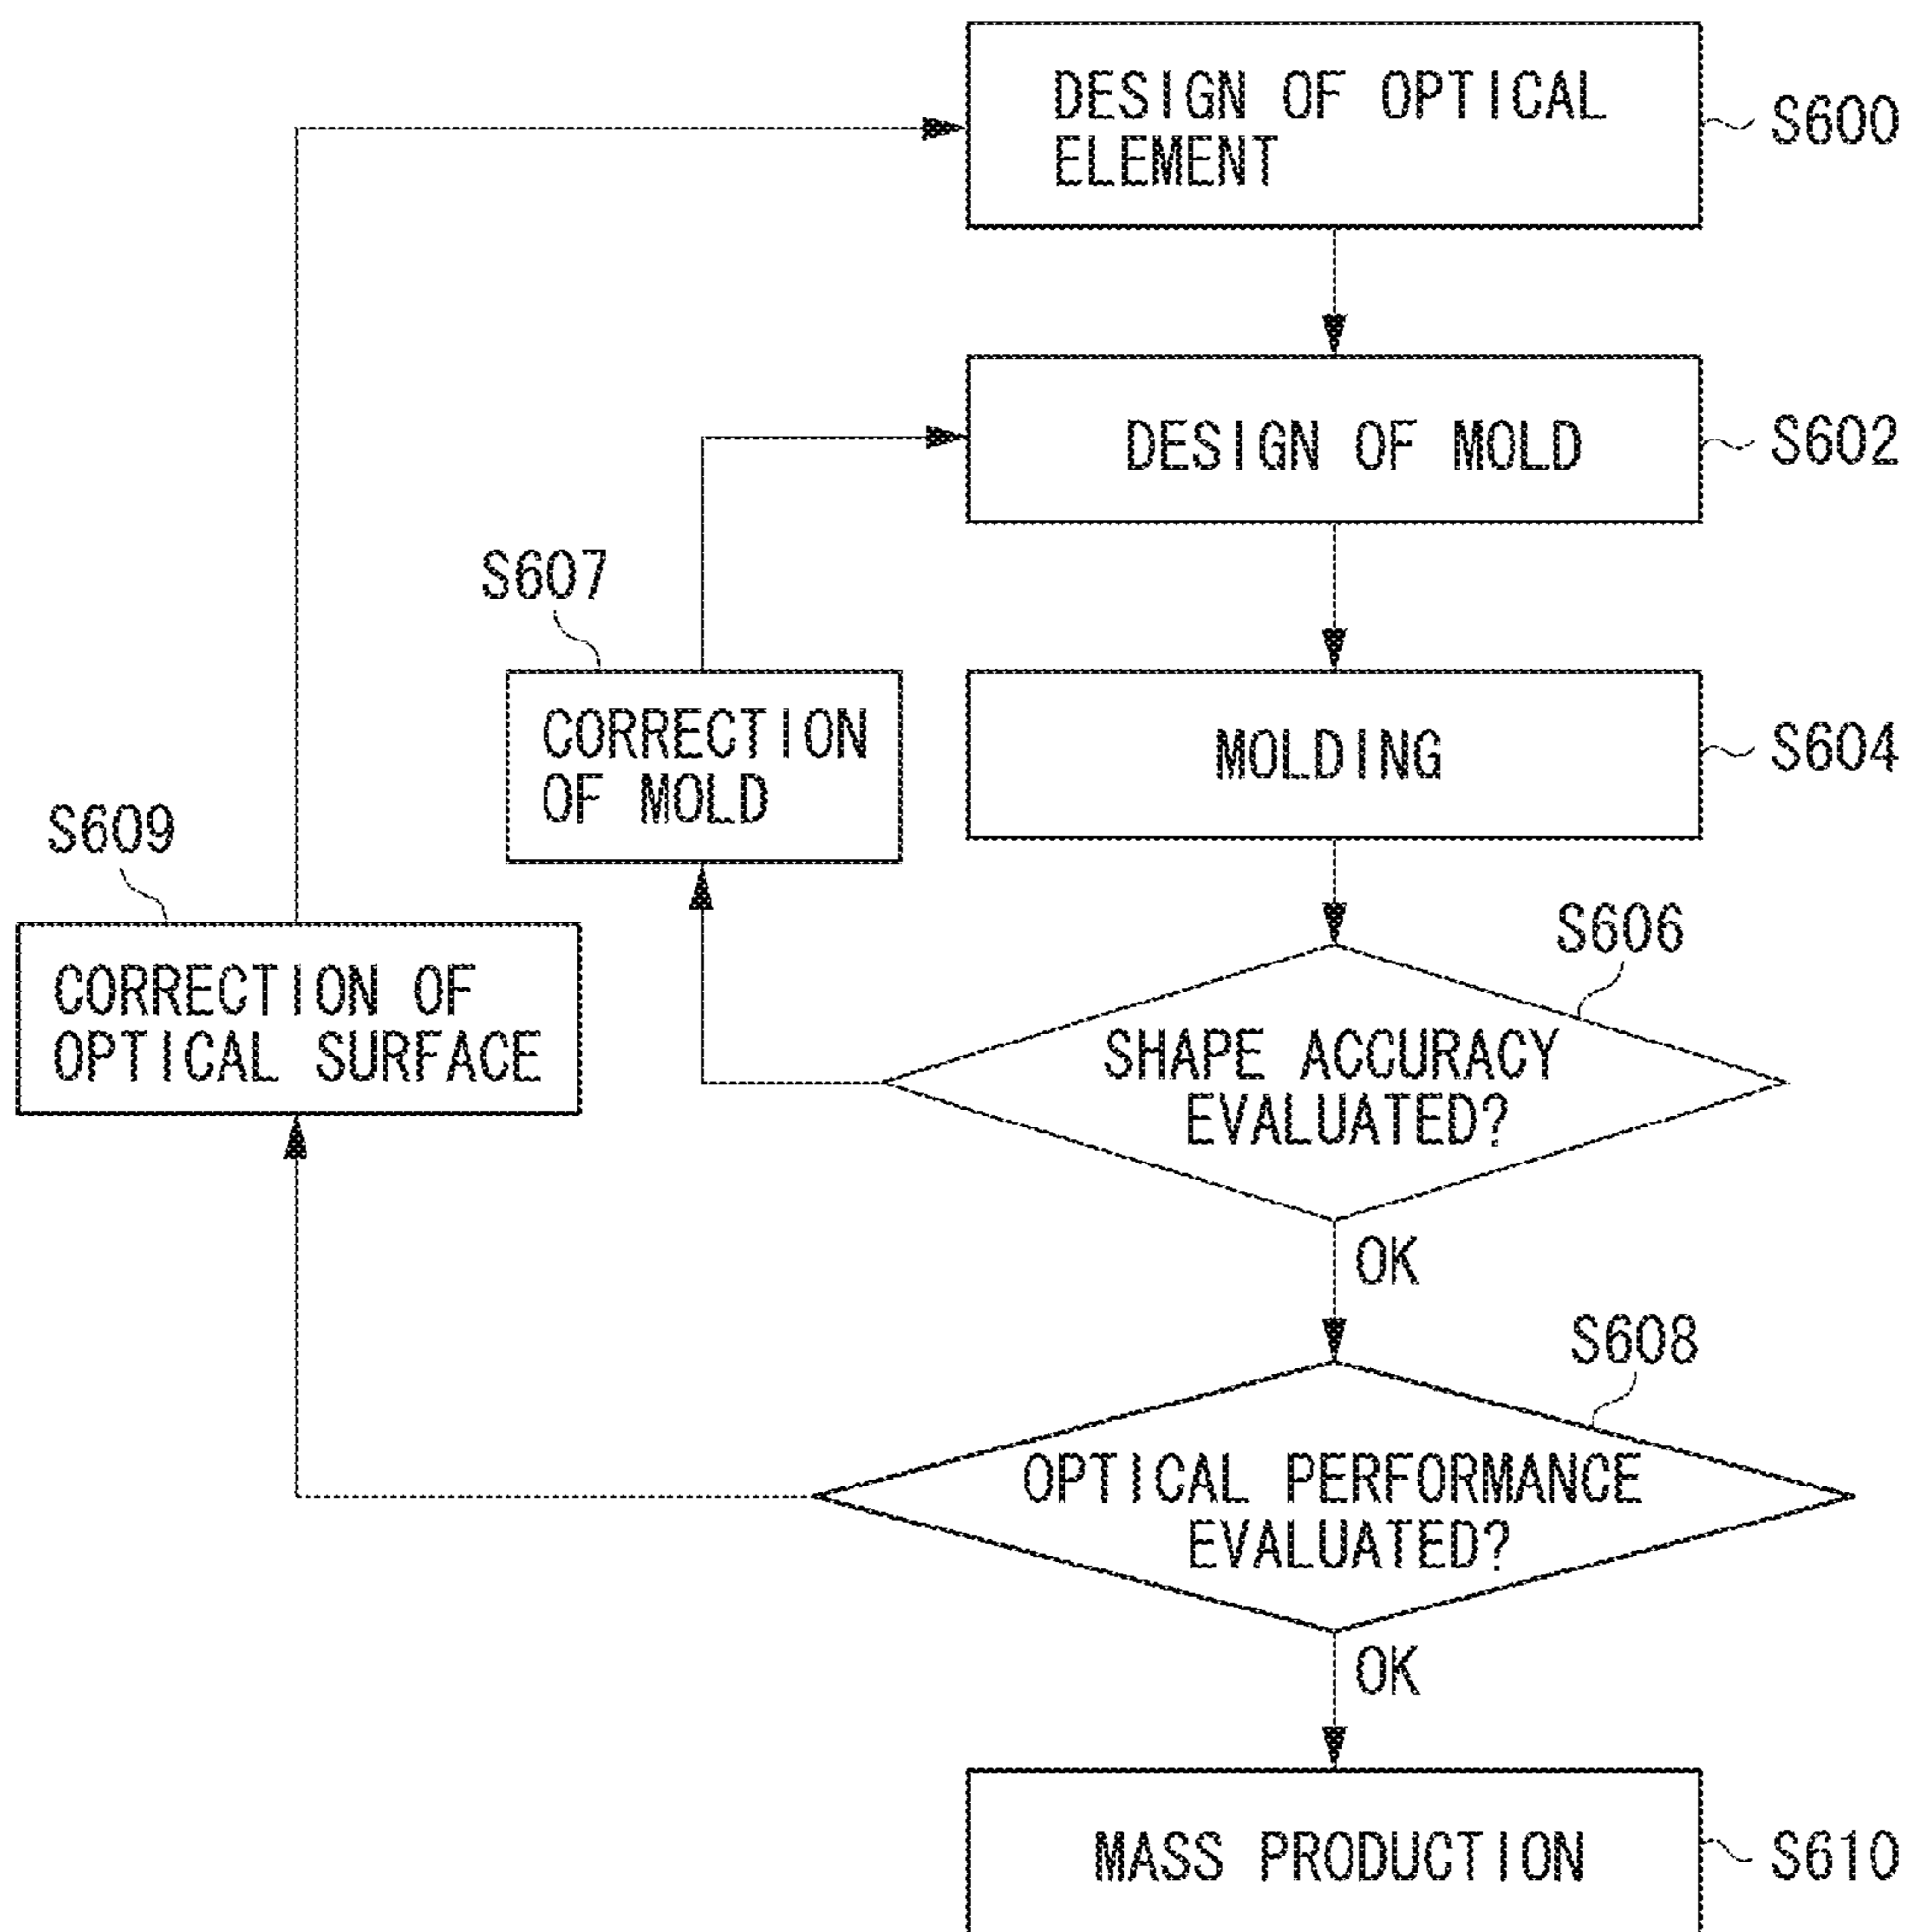 DESIGN OF OPTICAL
ELEMENT
S600
DESIGN OF MOLD
S602
S607
CORRECTION
OF MOLD
MOLDING
S604
S609
CORRECTION OF
OPTICAL SURFACE
S606
SHAPE ACCURACY
EVALUATED?
OK
S608
OPTICAL PERFORMANCE
EVALUATED?
OK
MASS PRODUCTION
S610